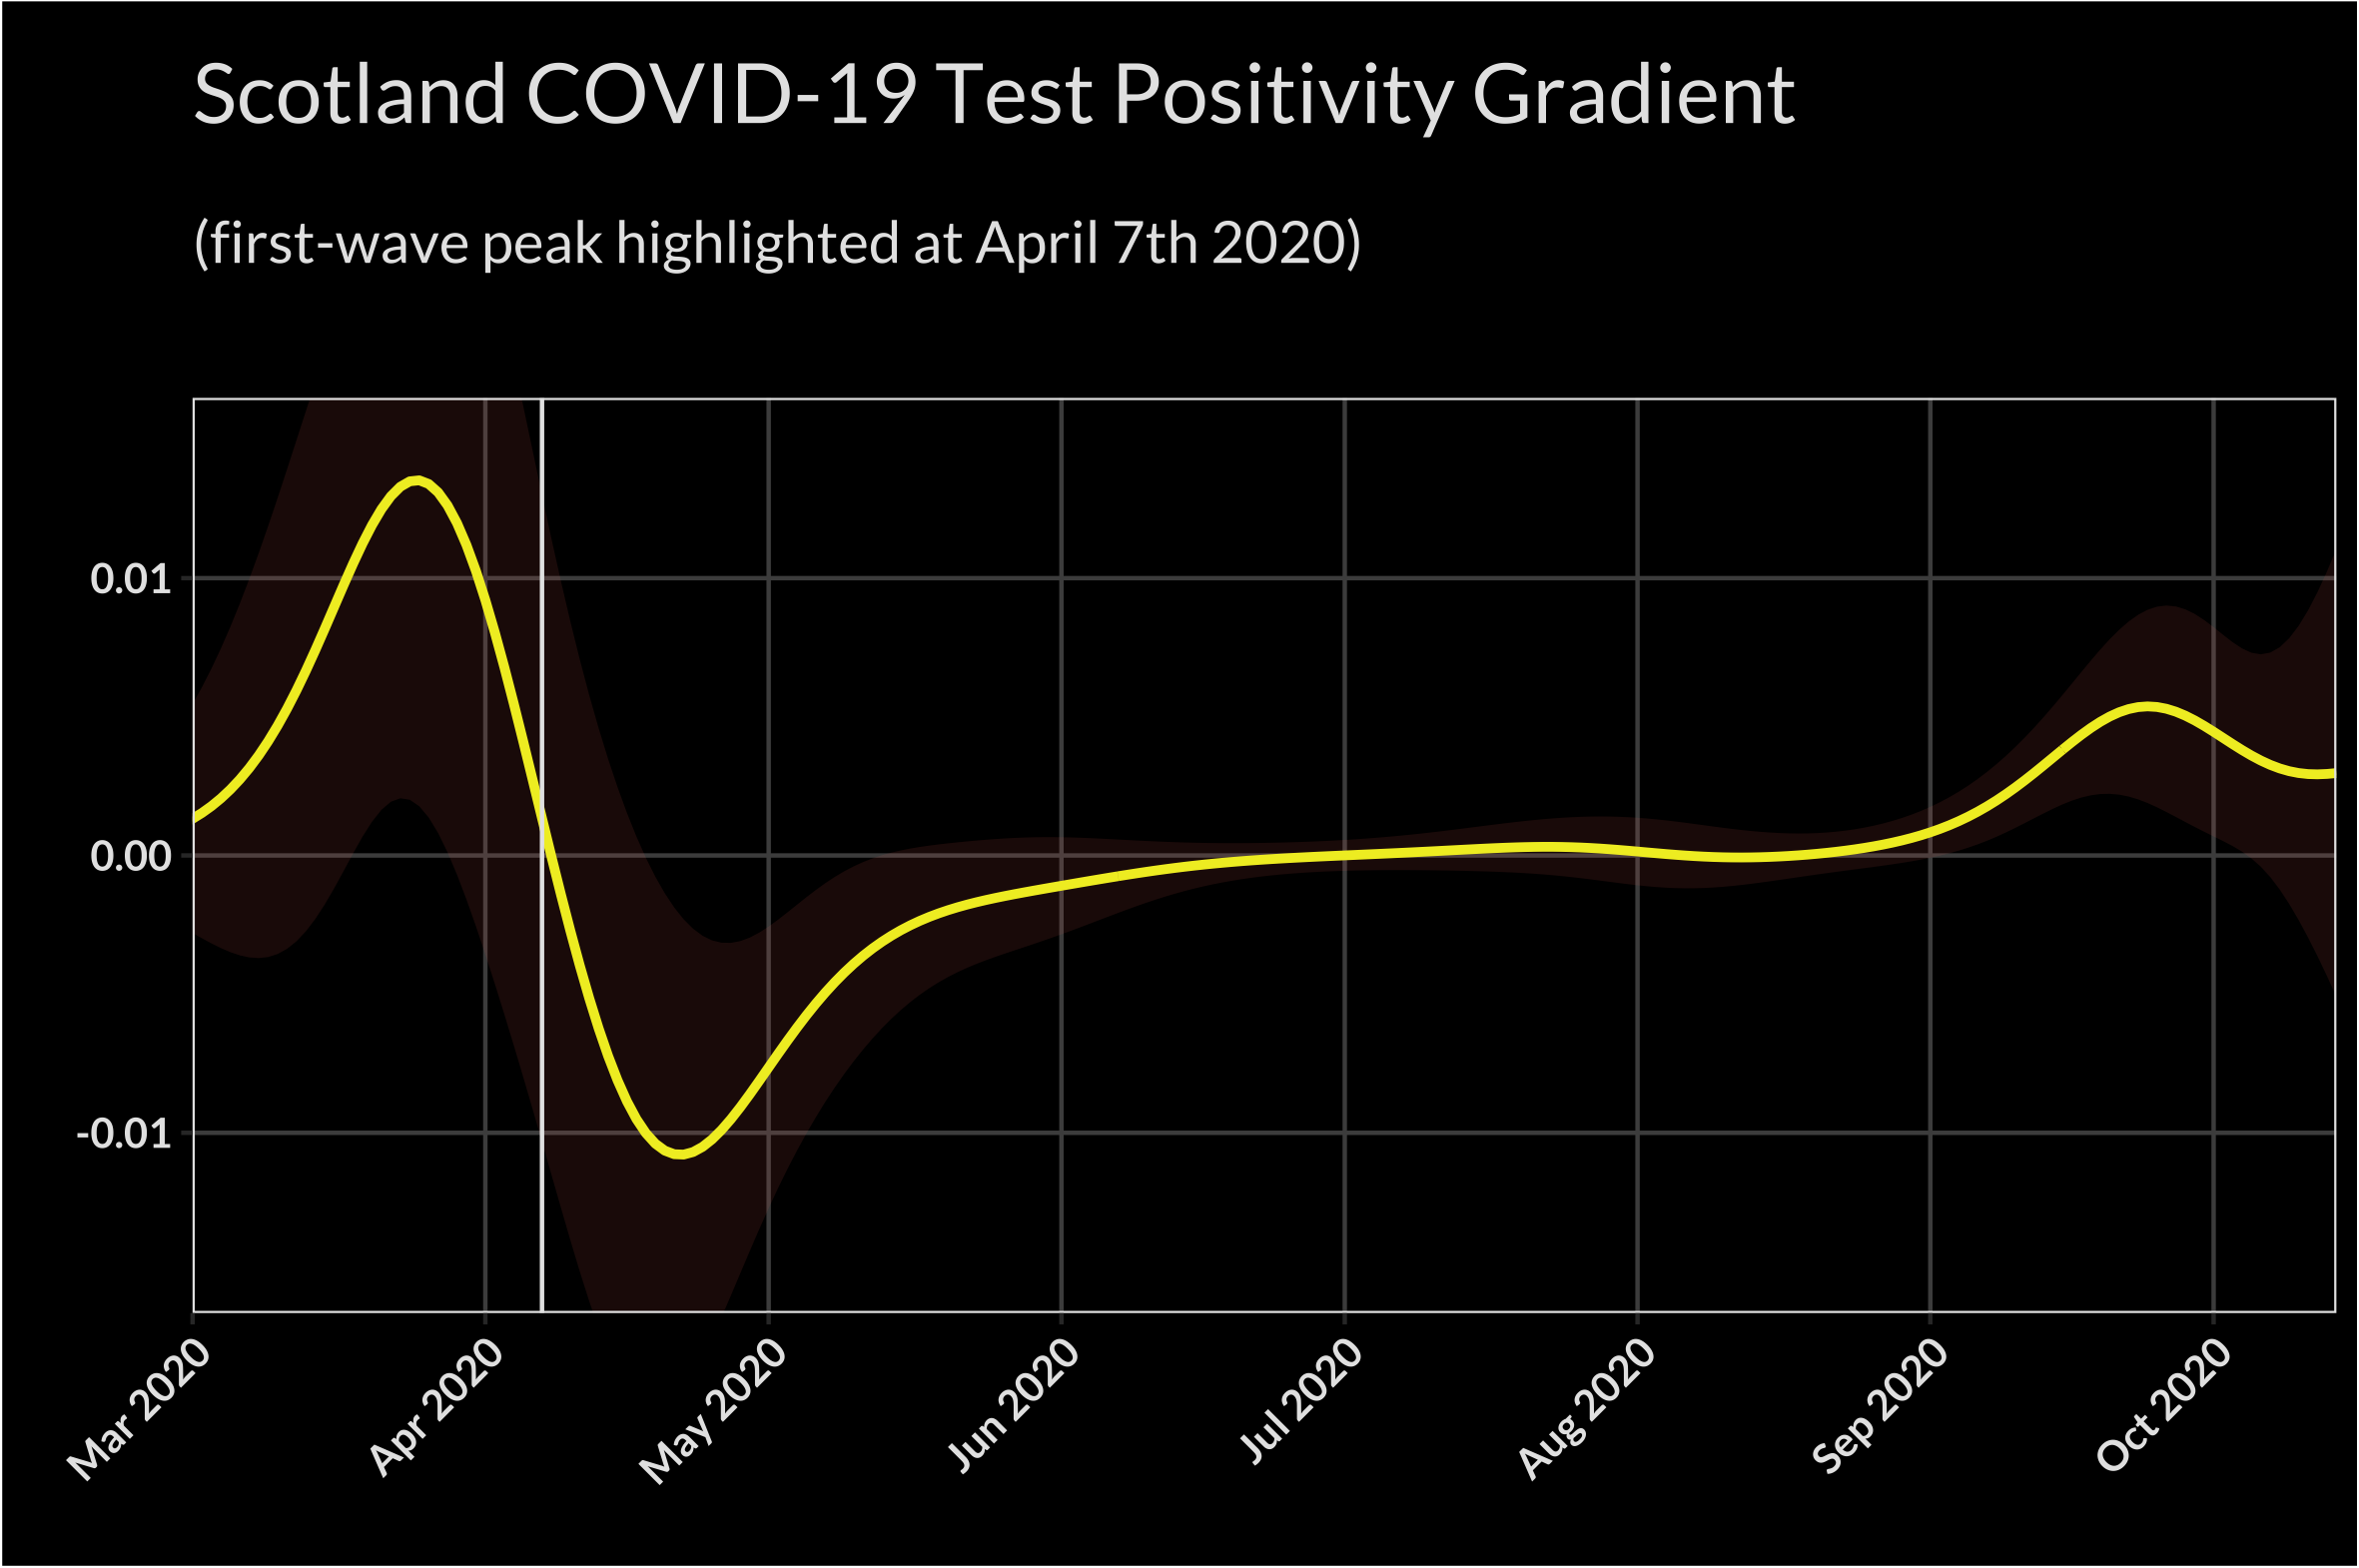 Scotland COVID-19 Test Positivity Gradient
(first-wave peak highlighted at April 7th 2020)
0.01
0.00
-0.01
Mar 2020
Apr 2020
May 2020
Jun 2020
Jul 2020
Aug 2020
Sep 2020
Oct 2020